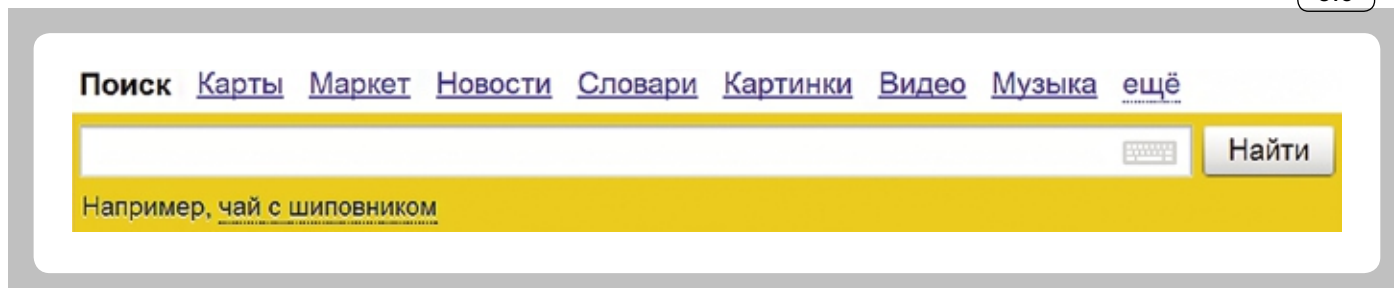 Поиск Карты Маркет Новости Словари Картинки Видео Музыка ещё
Найти
Например, чай с шиповником